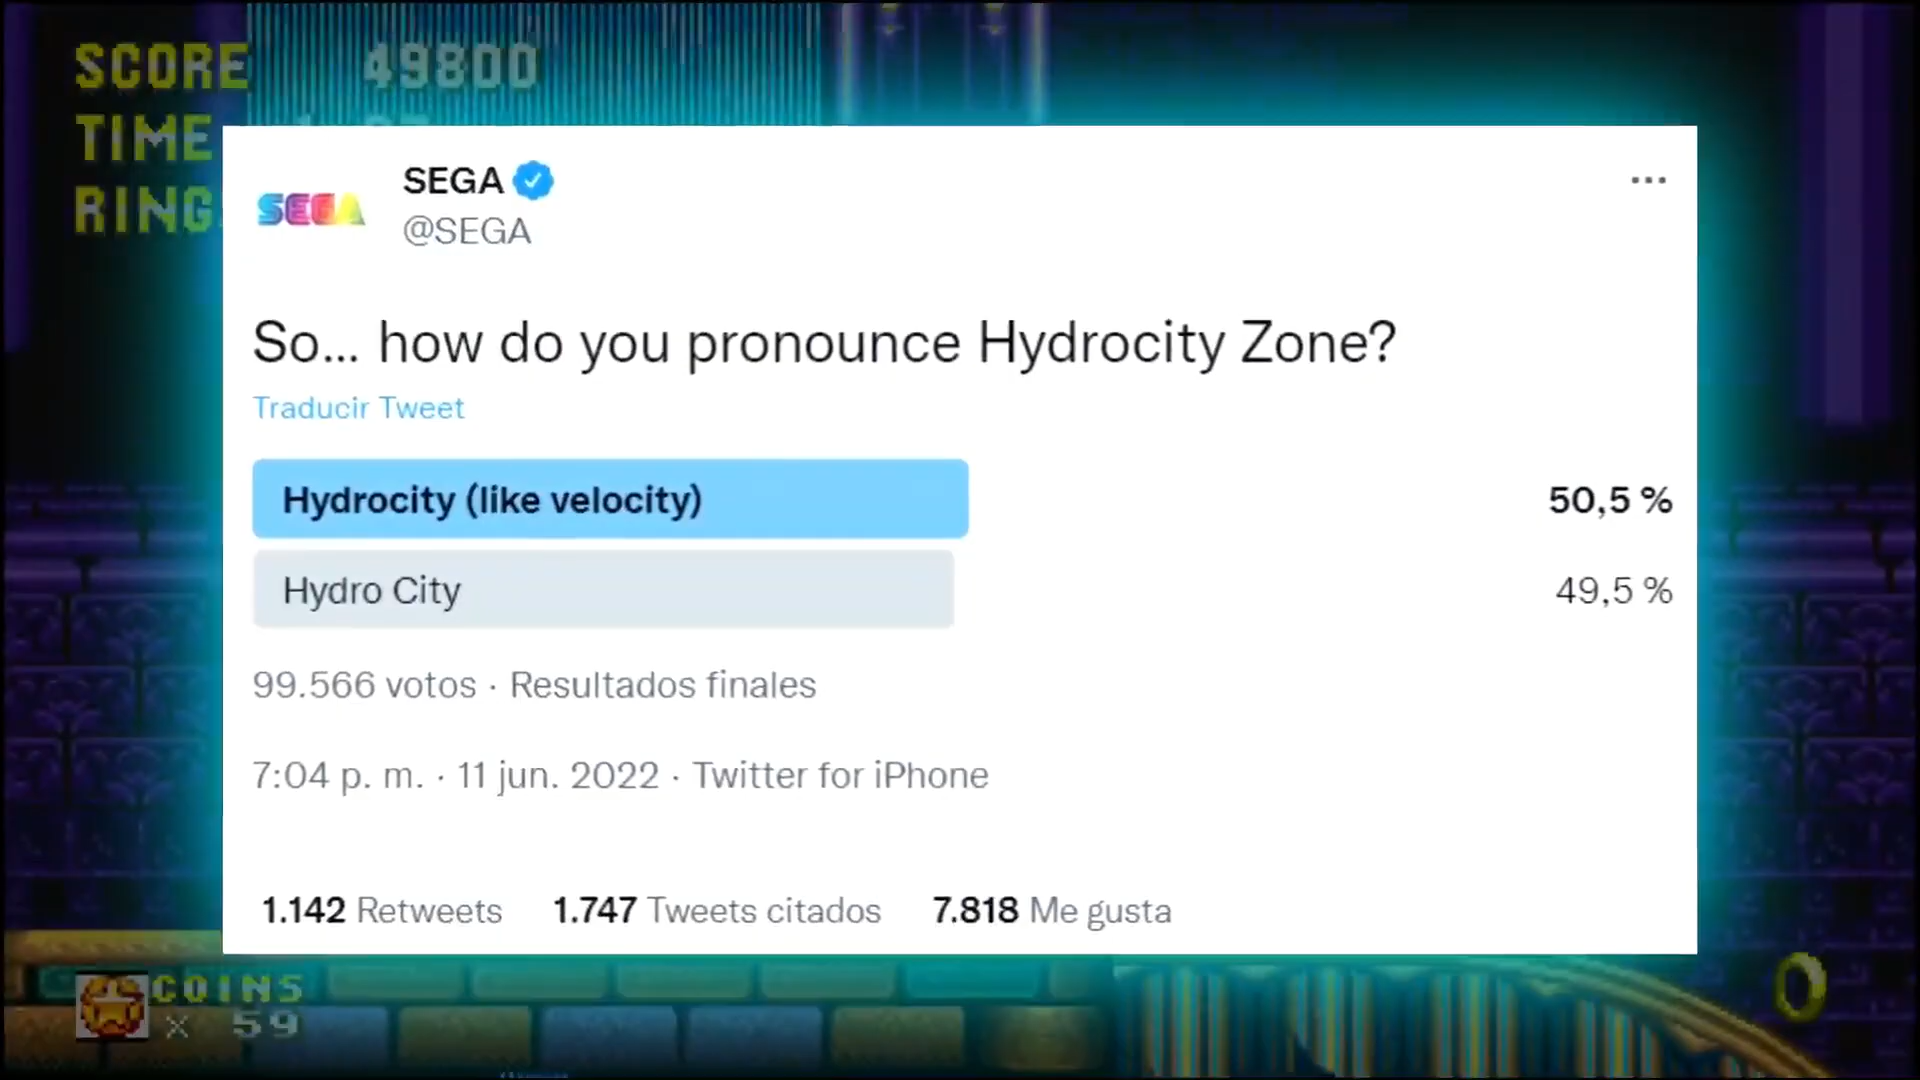 SCORE 49800
TIME
RING
SEGA
SEGA
@SEGA
...
So... how do you pronounce Hydrocity Zone?
Traducir Tweet
Hydrocity (like velocity) 50,5 %
Hydro City 49,5 %
99.566 votos · Resultados finales
7:04 p. m. · 11 jun. 2022 · Twitter for iPhone
1.142 Retweets 1.747 Tweets citados 7.818 Me gusta
COINS
x 59